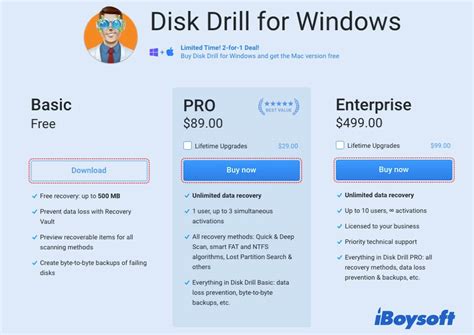 Disk Drill for Windows
Limited Time! 2-for-1 Deal!
Buy Disk Drill for Windows and get the Mac version free
Basic
Free
Download
Free recovery: up to 500 MB
Prevent data loss with Recovery
Vault
Preview recoverable items for all
scanning methods
Create byte-to-byte backups of failing
disks
PRO
$89.00
BEST VALUE
Lifetime Upgrades $29.00
Buy now
Unlimited data recovery
1 user, up to 3 simultaneous
activations
All recovery methods: Quick & Deep
Scan, smart FAT and NTFS
algorithms, Lost Partition Search &
others
Everything in Disk Drill Basic: data
loss prevention, byte-to-byte
backups, etc.
Enterprise
$499.00
Lifetime Upgrades $99.00
Buy now
Unlimited data recovery
Up to 10 users, ∞ activations
Licensed to your business
Priority technical support
Everything in Disk Drill PRO: all
recovery methods, data loss
prevention & backups, etc.
iBoysoft